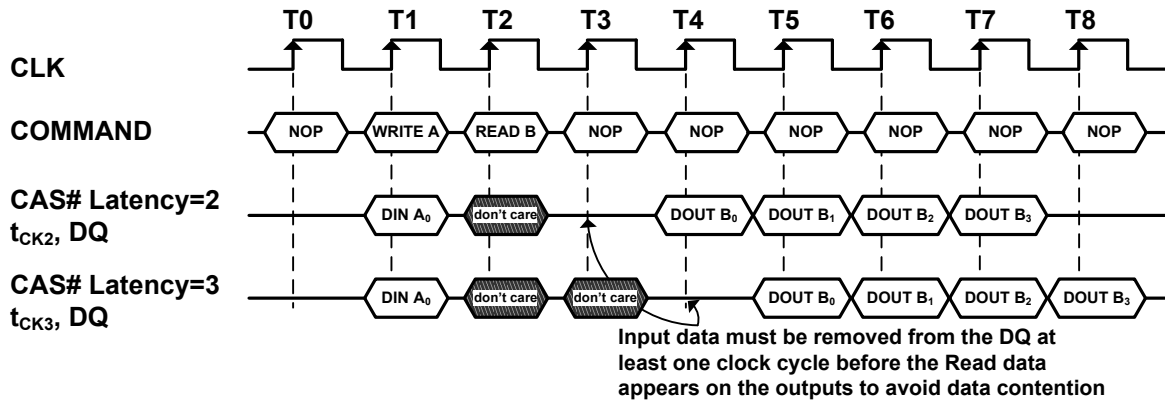 T0 T1 T2 T3 T4 T5 T6 T7 T8
CLK
COMMAND NOP WRITE A READ B NOP NOP NOP NOP NOP NOP
CAS# Latency=2
tCK2, DQ DIN A0 don't care DOUT B0 DOUT B1 DOUT B2 DOUT B3
CAS# Latency=3
tCK3, DQ DIN A0 don't care don't care DOUT B0 DOUT B1 DOUT B2 DOUT B3
Input data must be removed from the DQ at
least one clock cycle before the Read data
appears on the outputs to avoid data contention